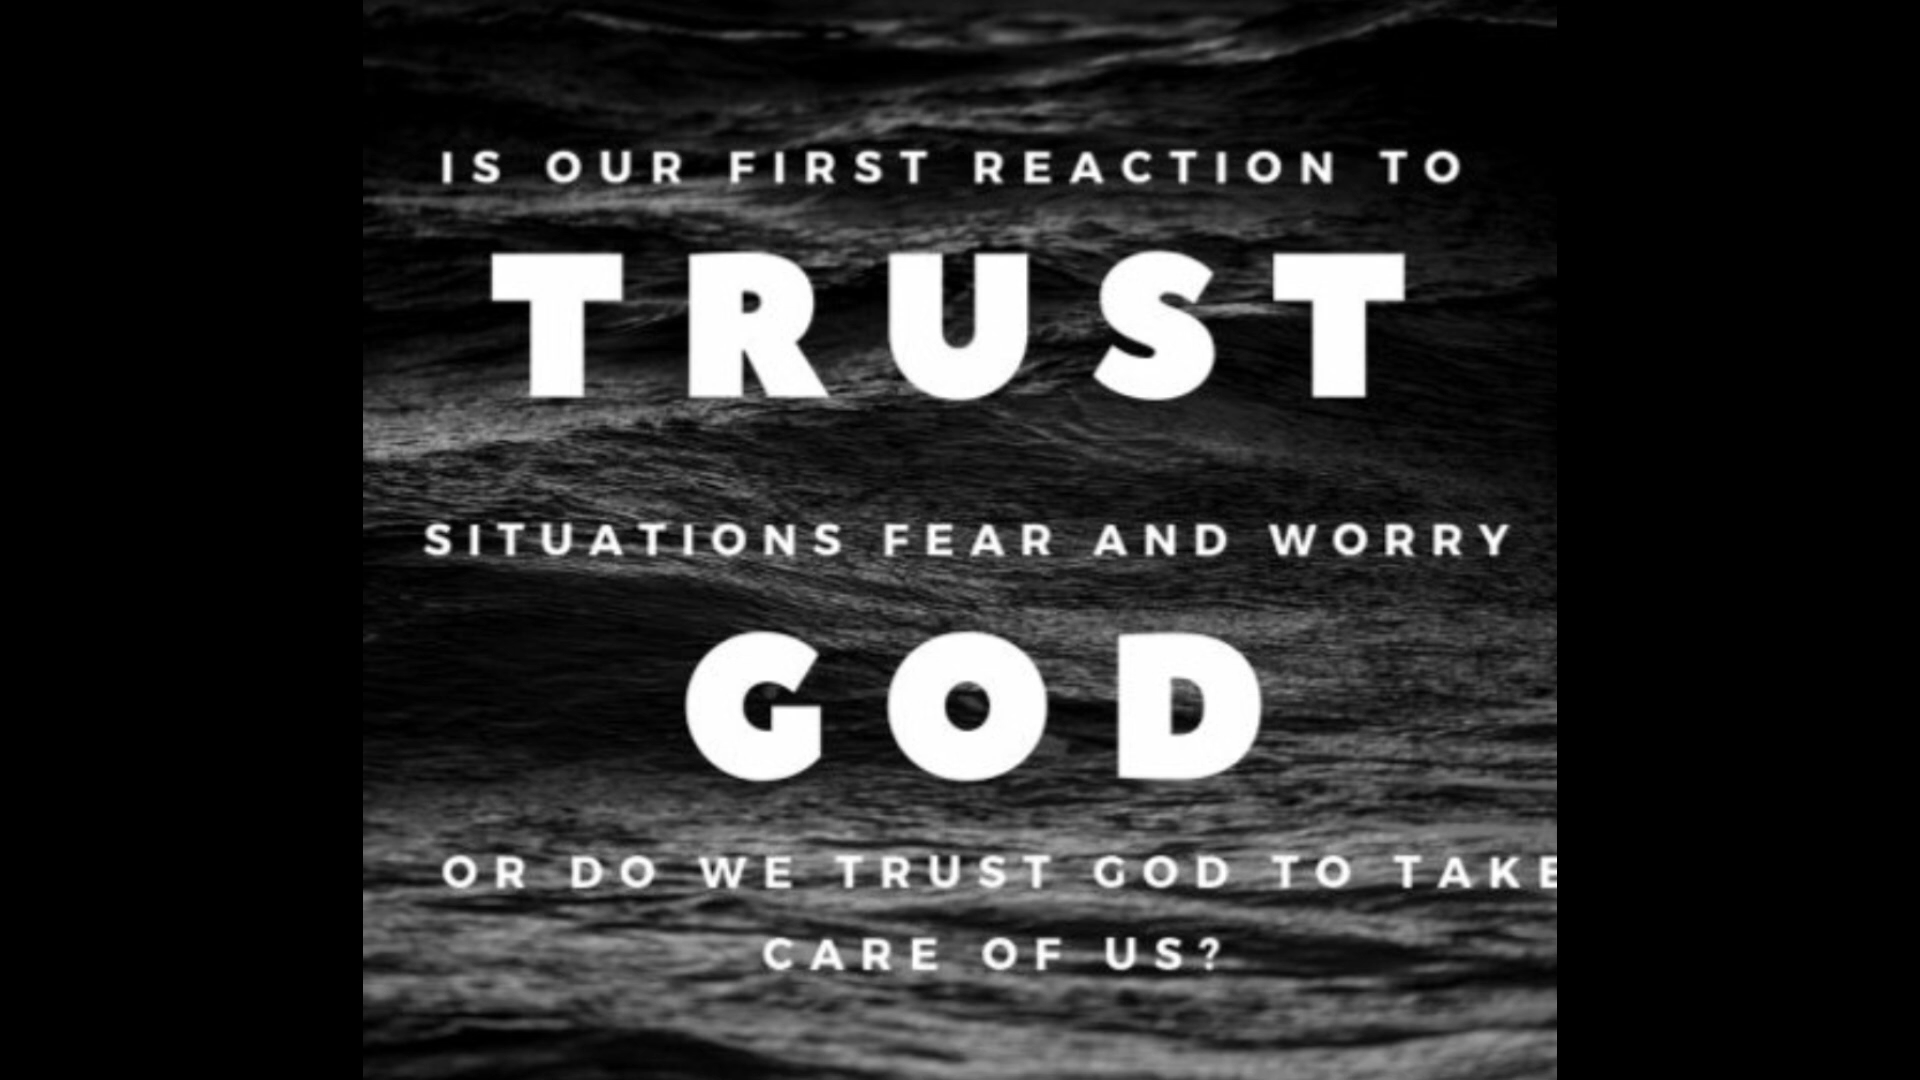 IS OUR FIRST REACTION TO
TRUST
SITUATIONS FEAR AND WORRY
GOD
OR DO WE TRUST GOD TO TAKE
CARE OF US?